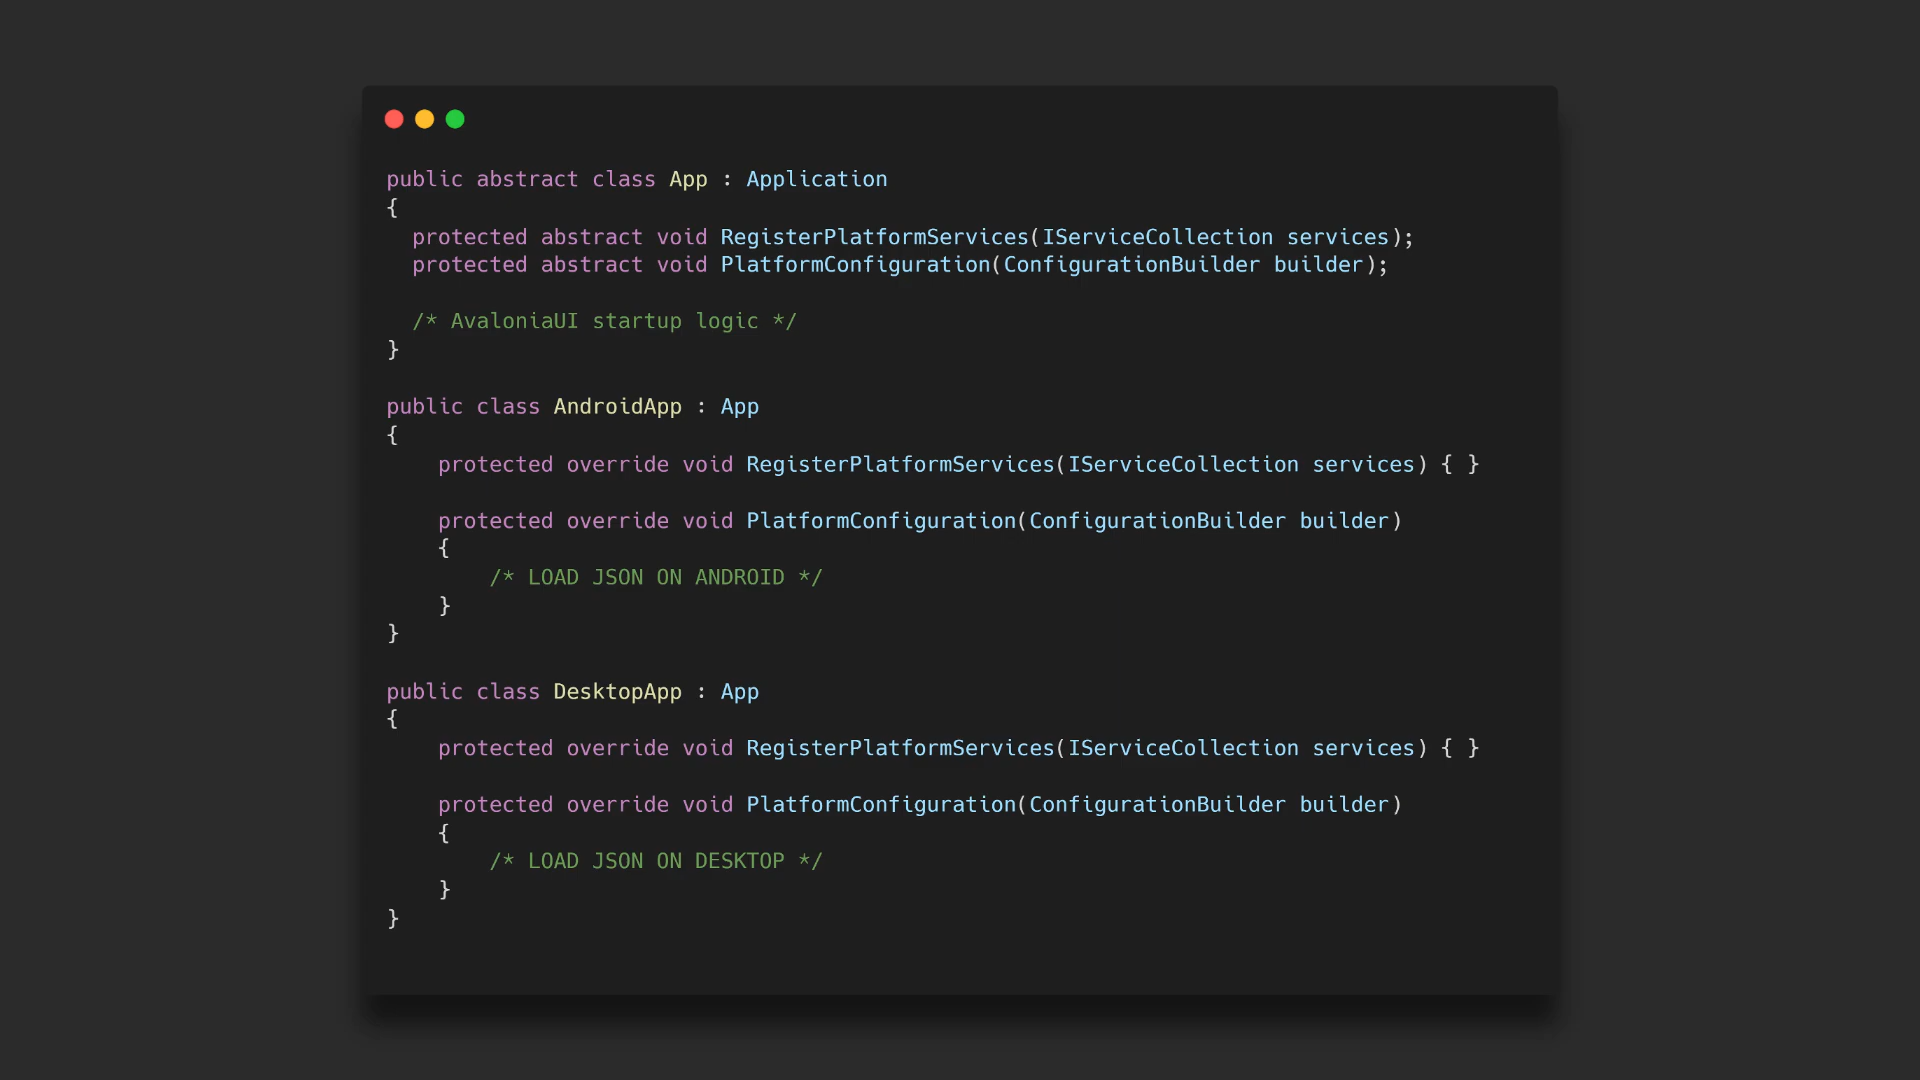 public abstract class App : Application
{
  protected abstract void RegisterPlatformServices(IServiceCollection services);
  protected abstract void PlatformConfiguration(ConfigurationBuilder builder);

  /* AvaloniaUI startup logic */
}

public class AndroidApp : App
{
    protected override void RegisterPlatformServices(IServiceCollection services) { }

    protected override void PlatformConfiguration(ConfigurationBuilder builder)
    {
        /* LOAD JSON ON ANDROID */
    }
}

public class DesktopApp : App
{
    protected override void RegisterPlatformServices(IServiceCollection services) { }

    protected override void PlatformConfiguration(ConfigurationBuilder builder)
    {
        /* LOAD JSON ON DESKTOP */
    }
}